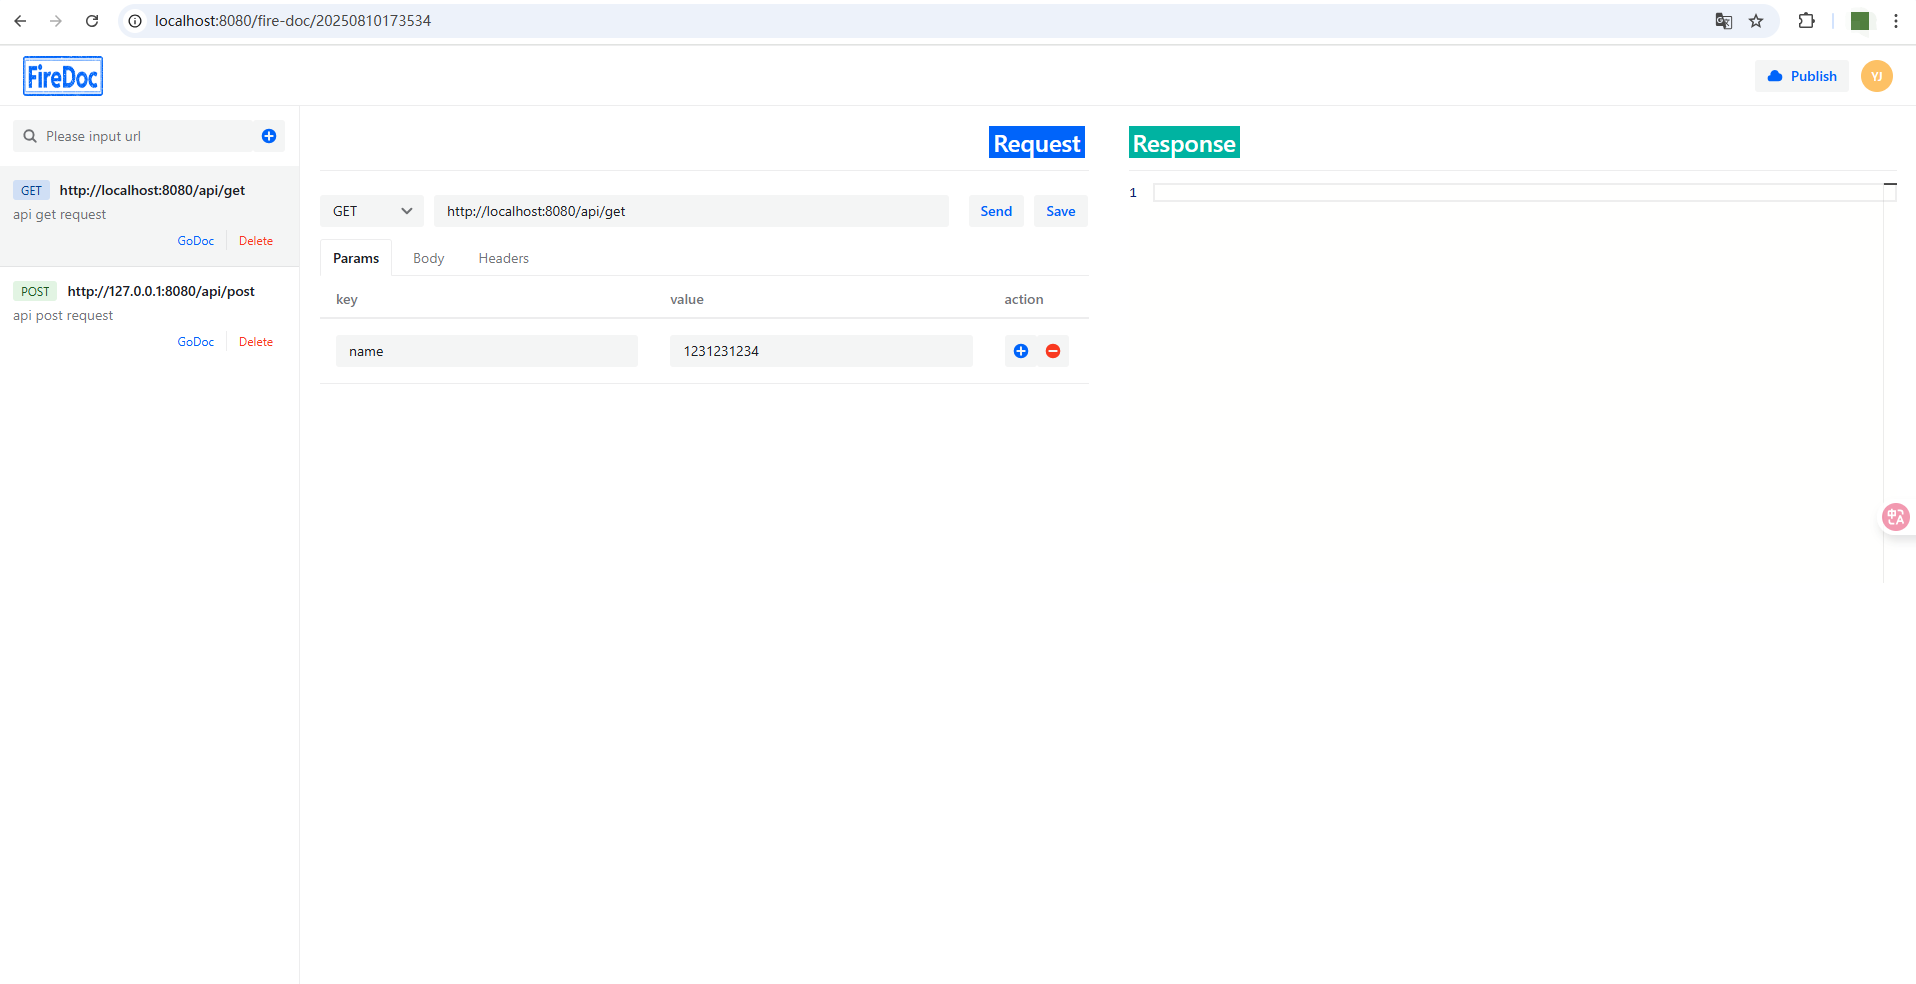 localhost:8080/fire-doc/20250810173534
FireDoc
Publish
YJ
Please input url
GET http://localhost:8080/api/get
api get request
GoDoc Delete
POST http://127.0.0.1:8080/api/post
api post request
GoDoc Delete
Request
GET http://localhost:8080/api/get Send Save
Params Body Headers
key value action
name 1231231234
Response
1
中A